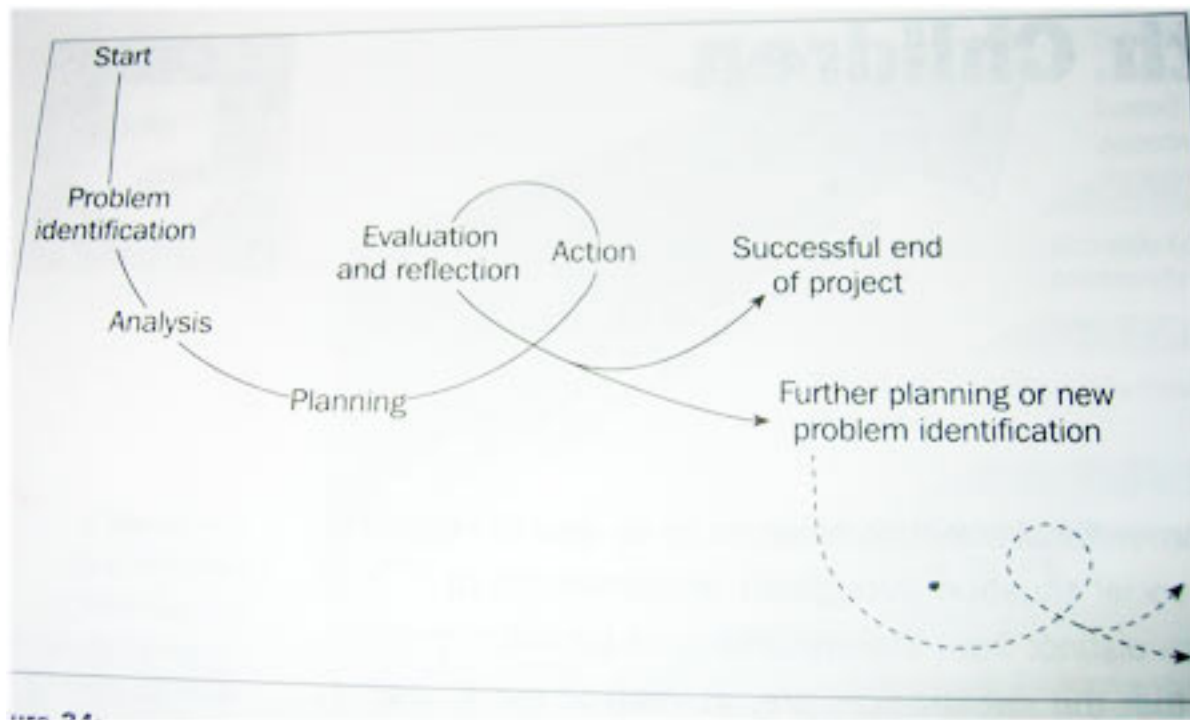 Start
Problem
identification
Analysis
Planning
Evaluation
and reflection
Action
Successful end
of project
Further planning or new
problem identification